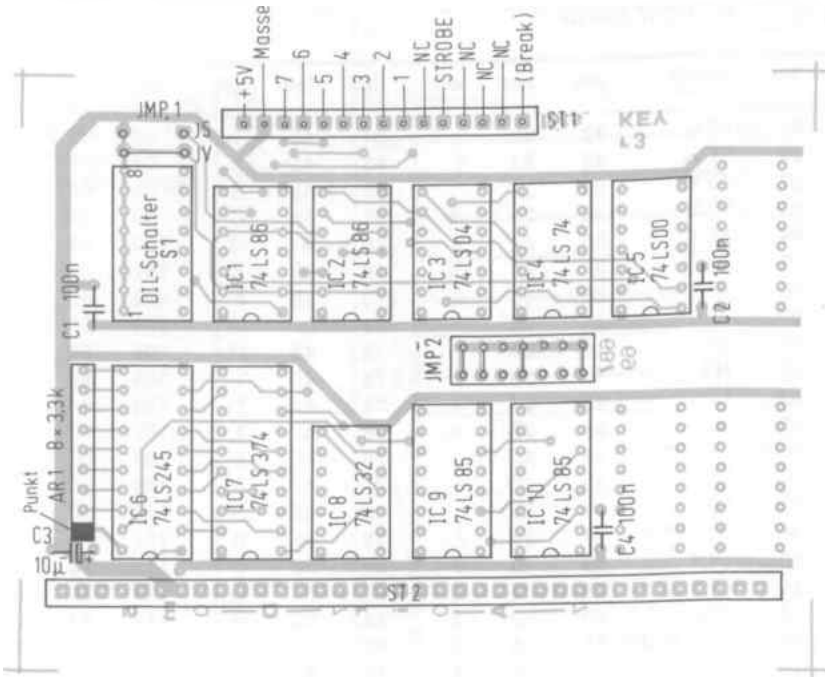 +5V
Masse
7
6
5
4
3
2
1
NC
STROBE
NC
NC
NC
(Break)
JMP.1
JS
JV
ST1
KEY
13
8
DIL-Schalter
S1
1
IC1
74LS86
IC2
74LS86
IC3
74LS04
IC4
74LS74
IC5
74LS00
C1
100n
C2
100n
JMP2
AR1 8×3,3k
Punkt
C3
10µ
+
IC6
74LS245
IC7
74LS374
IC8
74LS32
IC9
74LS85
IC10
74LS85
C4
100n
ST2